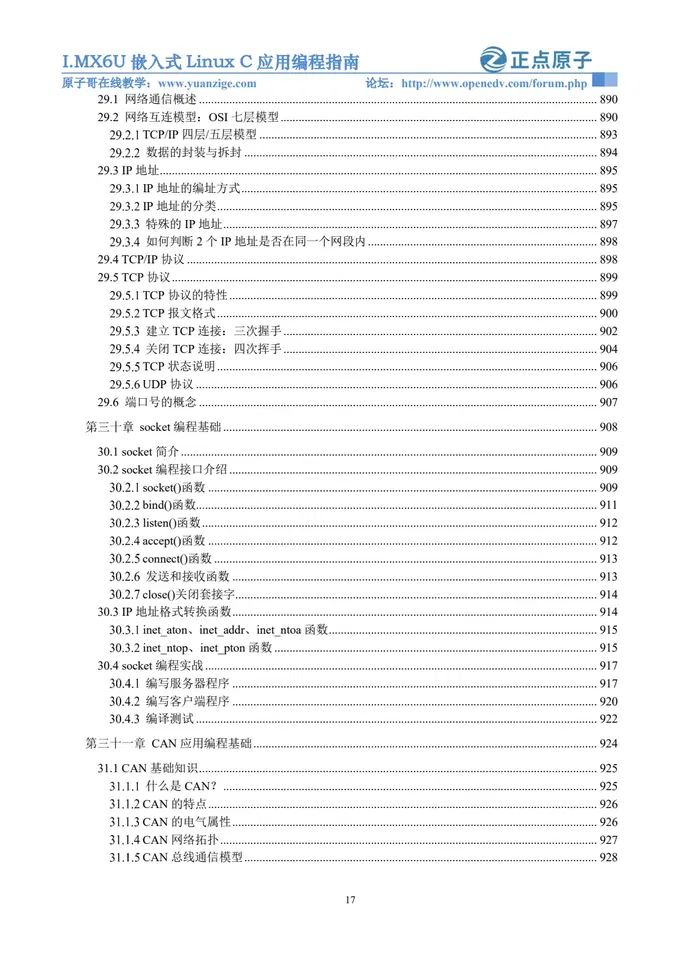 I.MX6U 嵌入式 Linux C 应用编程指南
正点原子
原子哥在线教学：www.yuanzige.com 论坛：http://www.openedv.com/forum.php
29.1 网络通信概述 890
29.2 网络互连模型：OSI 七层模型 890
29.2.1 TCP/IP 四层/五层模型 893
29.2.2 数据的封装与拆封 894
29.3 IP 地址 895
29.3.1 IP 地址的编址方式 895
29.3.2 IP 地址的分类 895
29.3.3 特殊的 IP 地址 897
29.3.4 如何判断 2 个 IP 地址是否在同一个网段内 898
29.4 TCP/IP 协议 898
29.5 TCP 协议 899
29.5.1 TCP 协议的特性 899
29.5.2 TCP 报文格式 900
29.5.3 建立 TCP 连接：三次握手 902
29.5.4 关闭 TCP 连接：四次挥手 904
29.5.5 TCP 状态说明 906
29.5.6 UDP 协议 906
29.6 端口号的概念 907
第三十章 socket 编程基础 908
30.1 socket 简介 909
30.2 socket 编程接口介绍 909
30.2.1 socket()函数 909
30.2.2 bind()函数 911
30.2.3 listen()函数 912
30.2.4 accept()函数 912
30.2.5 connect()函数 913
30.2.6 发送和接收函数 913
30.2.7 close()关闭套接字 914
30.3 IP 地址格式转换函数 914
30.3.1 inet_aton、inet_addr、inet_ntoa 函数 915
30.3.2 inet_ntop、inet_pton 函数 915
30.4 socket 编程实战 917
30.4.1 编写服务器程序 917
30.4.2 编写客户端程序 920
30.4.3 编译测试 922
第三十一章 CAN 应用编程基础 924
31.1 CAN 基础知识 925
31.1.1 什么是 CAN？ 925
31.1.2 CAN 的特点 926
31.1.3 CAN 的电气属性 926
31.1.4 CAN 网络拓扑 927
31.1.5 CAN 总线通信模型 928
17